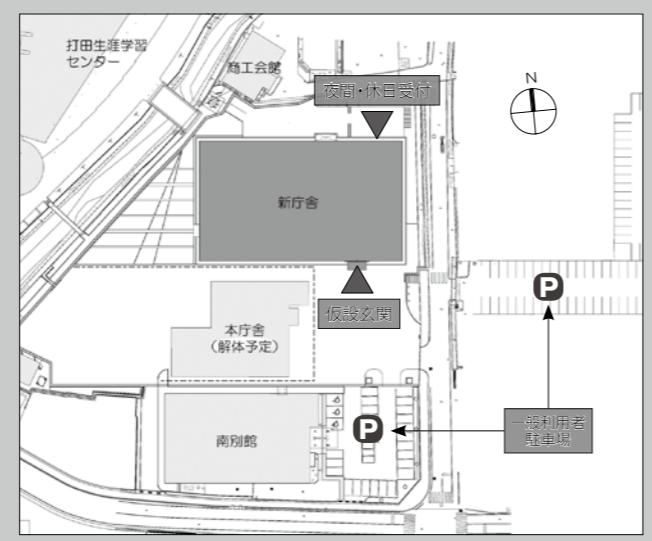 打田生涯学習
センター
商工会館
夜間・休日受付
N
新庁舎
P
仮設玄関
本庁舎
（解体予定）
一般利用者
駐車場
P
南別館